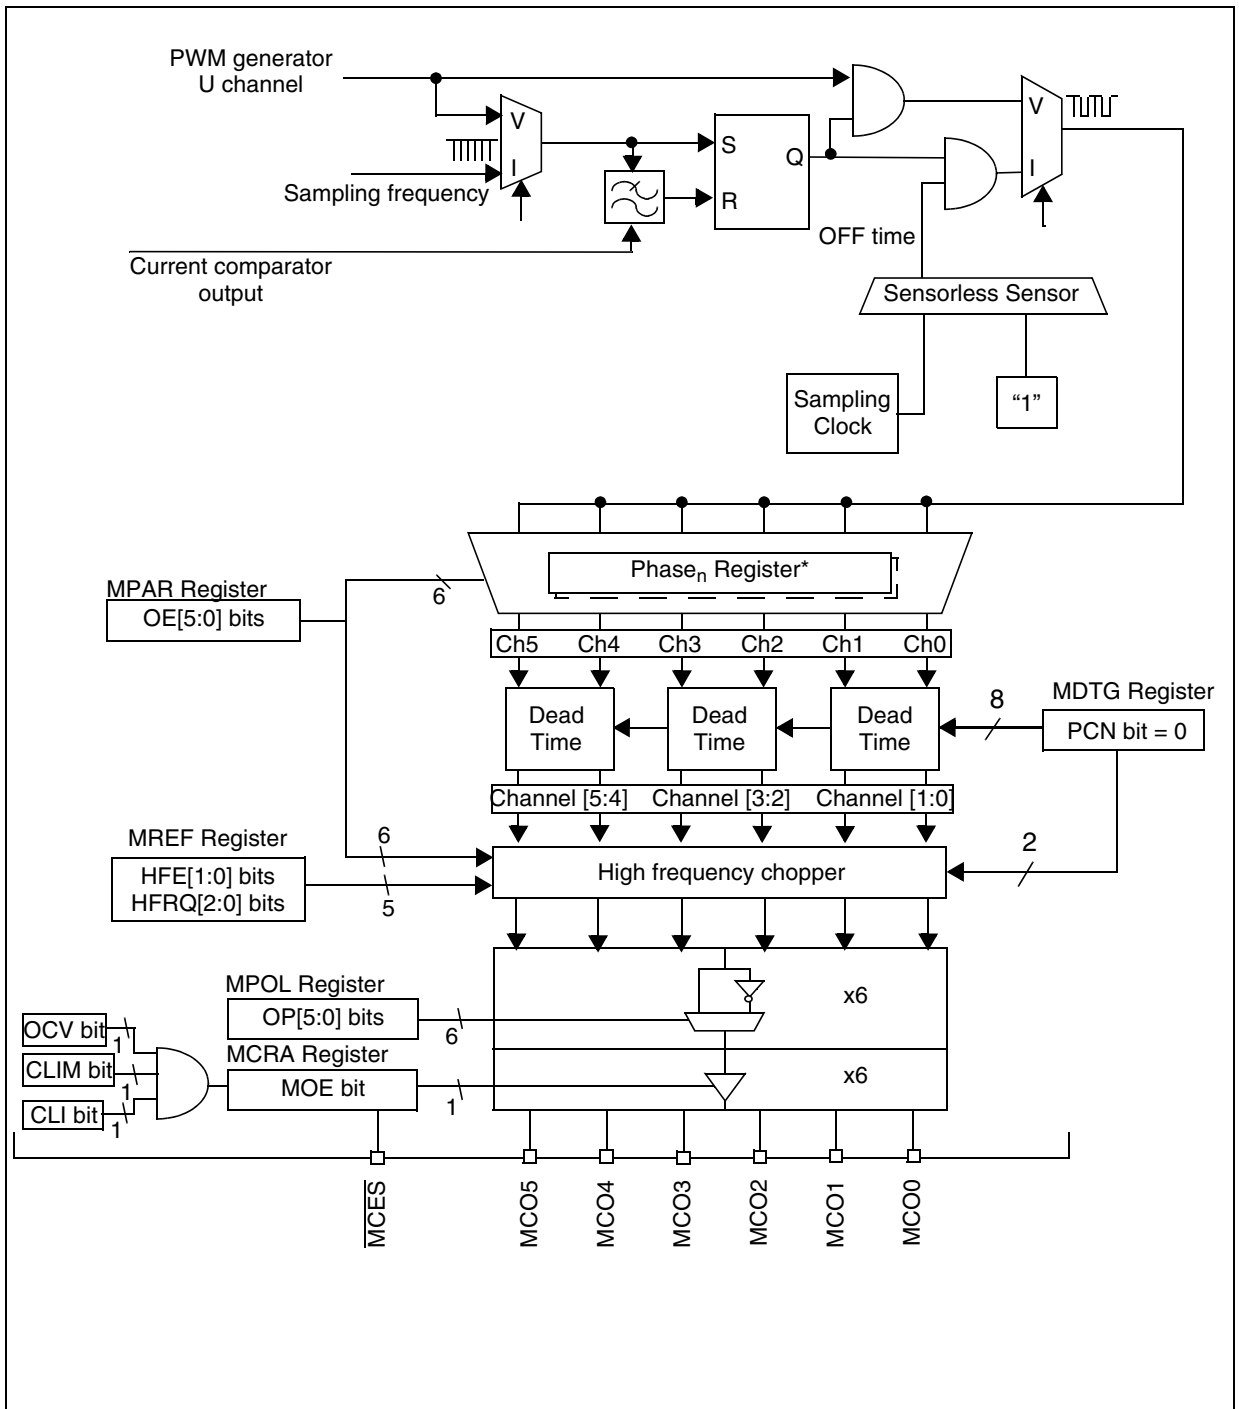 PWM generator
U channel
V
I
Sampling frequency
S
Q
R
V
I
OFF time
Current comparator
output
Sensorless Sensor
Sampling
Clock
“1”
Phasen Register*
MPAR Register
OE[5:0] bits
6
Ch5 Ch4 Ch3 Ch2 Ch1 Ch0
Dead
Time
Dead
Time
Dead
Time
8
MDTG Register
PCN bit = 0
Channel [5:4] Channel [3:2] Channel [1:0]
MREF Register
HFE[1:0] bits
HFRQ[2:0] bits
6
5
High frequency chopper
2
MPOL Register
OP[5:0] bits
6
x6
OCV bit
1
CLIM bit
1
CLI bit
1
MCRA Register
MOE bit
1
x6
MCES
MCO5
MCO4
MCO3
MCO2
MCO1
MCO0